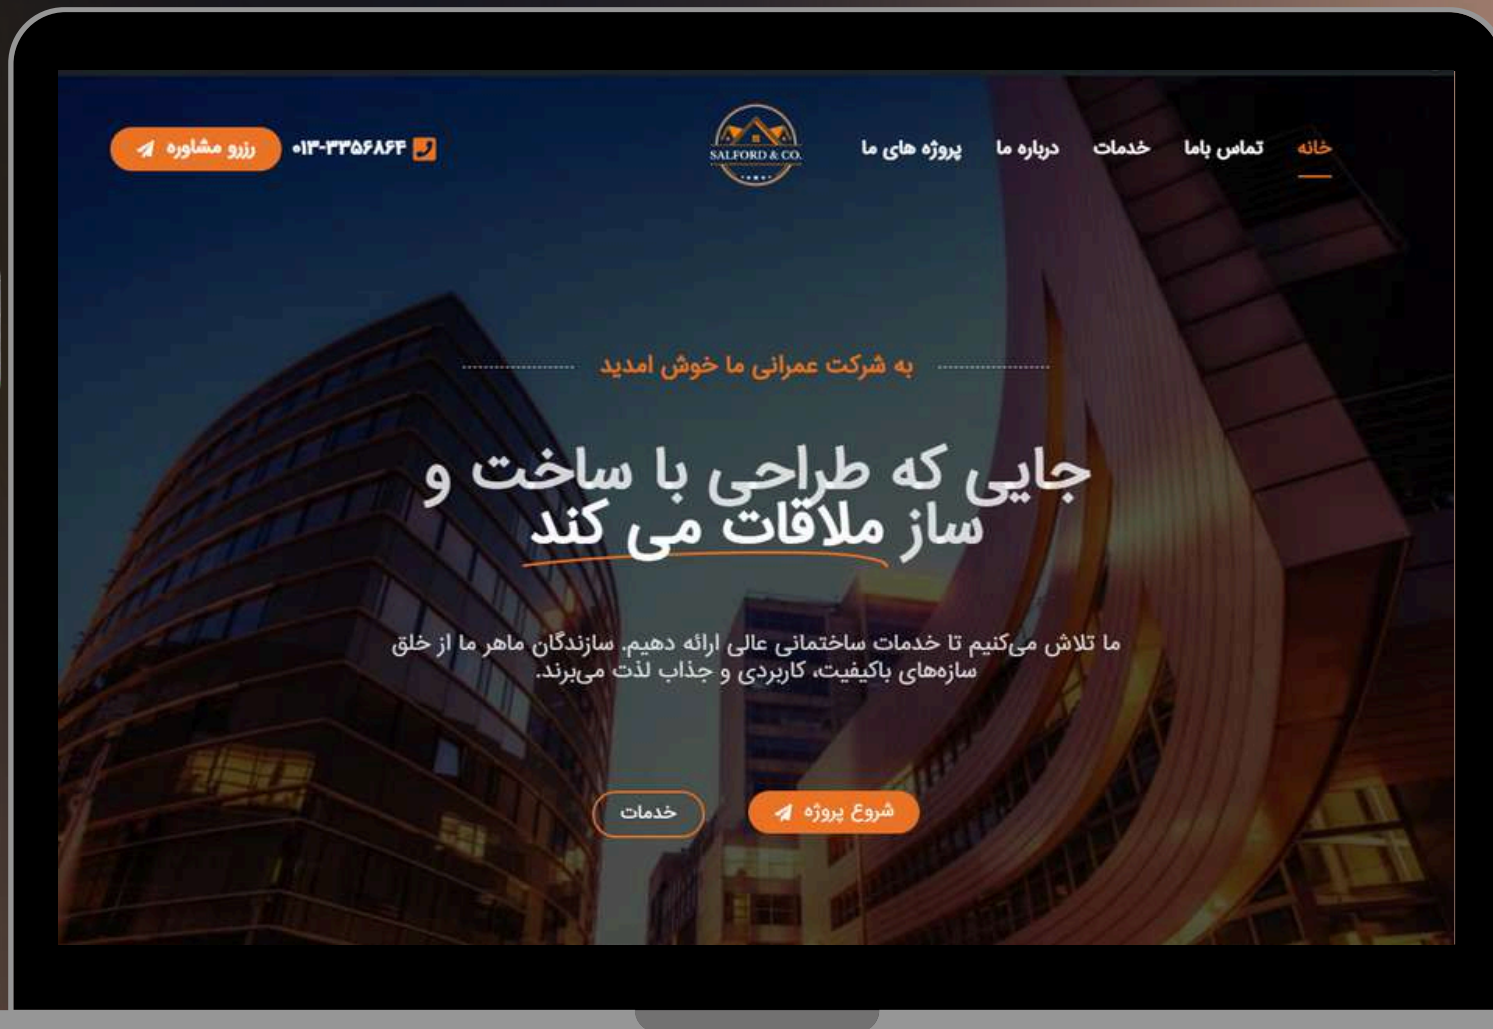 خانه
تماس باما
خدمات
درباره ما
پروژه های ما
SALFORD & CO.
۰۱۳-۳۳۵۶۸۶۴
رزرو مشاوره
به شرکت عمرانی ما خوش امدید
جایی که طراحی با ساخت و
ساز ملاقات می کند
ما تلاش می‌کنیم تا خدمات ساختمانی عالی ارائه دهیم. سازندگان ماهر ما از خلق
سازه‌های باکیفیت، کاربردی و جذاب لذت می‌برند.
شروع پروژه
خدمات